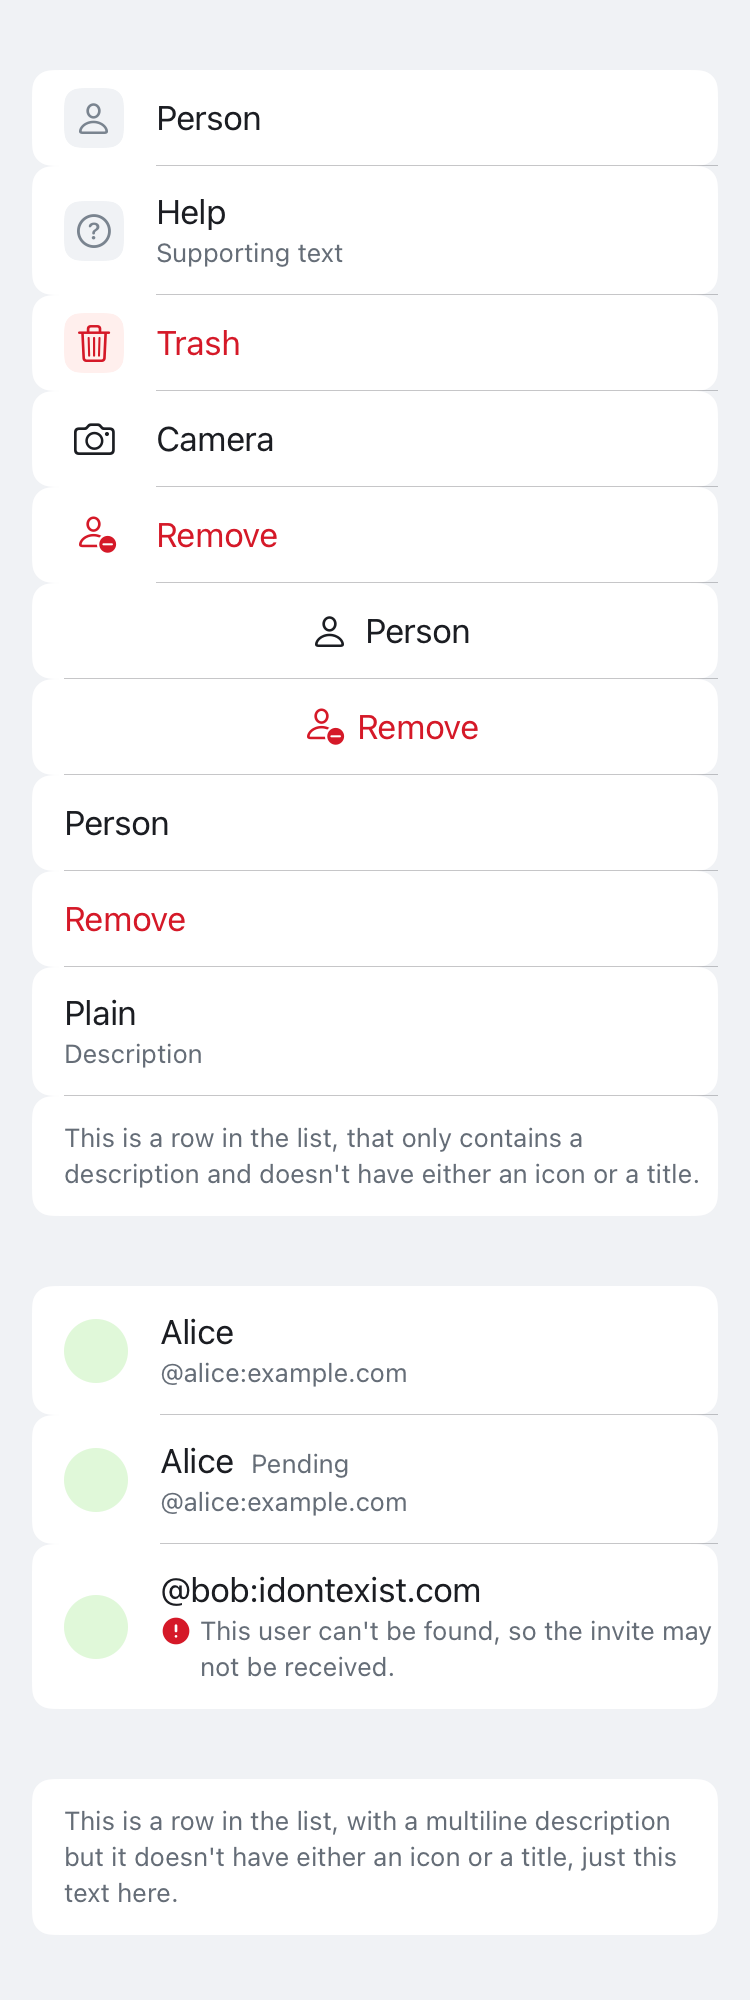 Person
Help
Supporting text
Trash
Camera
Remove
Person
Remove
Person
Remove
Plain
Description
This is a row in the list, that only contains a
description and doesn't have either an icon or a title.
Alice
@alice:example.com
Alice Pending
@alice:example.com
@bob:idontexist.com
This user can't be found, so the invite may
not be received.
This is a row in the list, with a multiline description
but it doesn't have either an icon or a title, just this
text here.